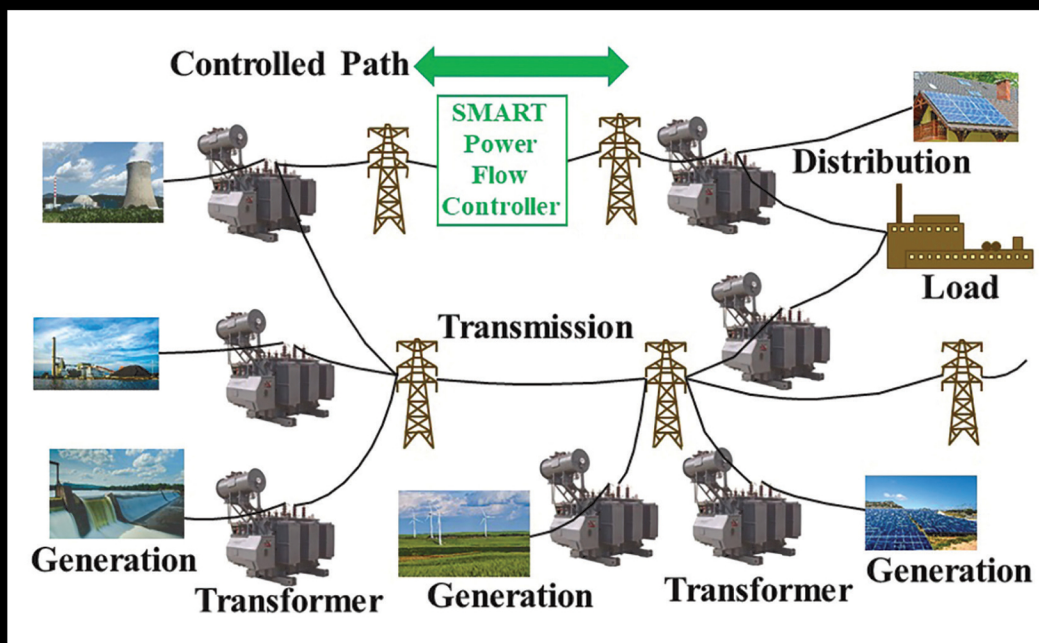 Controlled Path
SMART
Power
Flow
Controller
Distribution
Load
Transmission
Generation
Transformer
Generation
Transformer
Generation